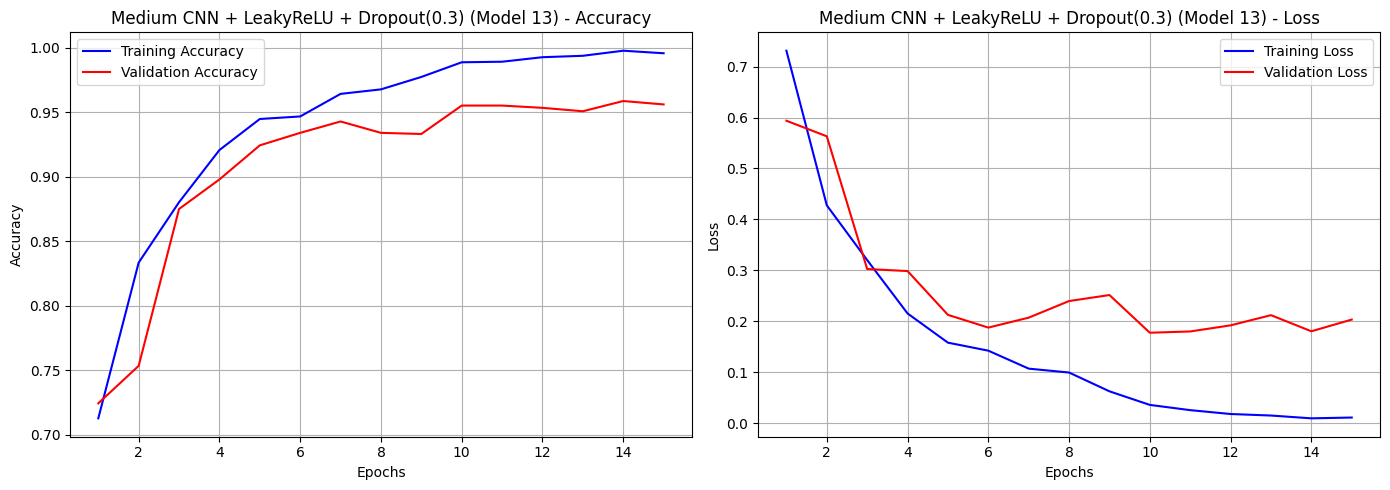 Medium CNN + LeakyReLU + Dropout(0.3) (Model 13) - Accuracy
Training Accuracy
Validation Accuracy
1.00
0.95
0.90
0.85
0.80
0.75
0.70
Accuracy
2 4 6 8 10 12 14
Epochs
Medium CNN + LeakyReLU + Dropout(0.3) (Model 13) - Loss
Training Loss
Validation Loss
0.7
0.6
0.5
0.4
0.3
0.2
0.1
0.0
Loss
2 4 6 8 10 12 14
Epochs